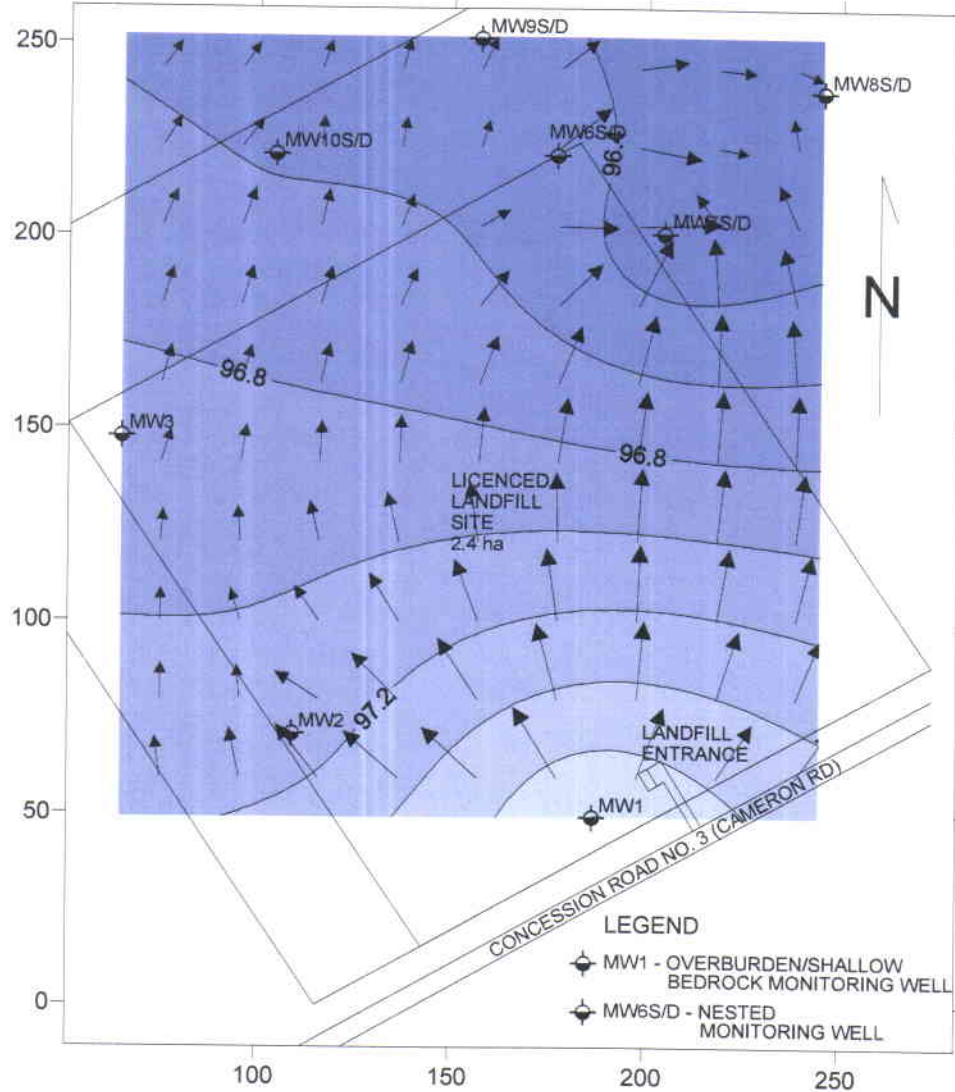 250
200
150
100
50
0
100
150
200
250
MW9S/D
MW8S/D
MW10S/D
MW6S/D
96.4
MW7S/D
N
96.8
MW3
96.8
LICENCED
LANDFILL
SITE
2.4 ha
97.2
MW2
LANDFILL
ENTRANCE
MW1
CONCESSION ROAD NO. 3 (CAMERON RD)
LEGEND
MW1 - OVERBURDEN/SHALLOW
BEDROCK MONITORING WELL
MW6S/D - NESTED
MONITORING WELL